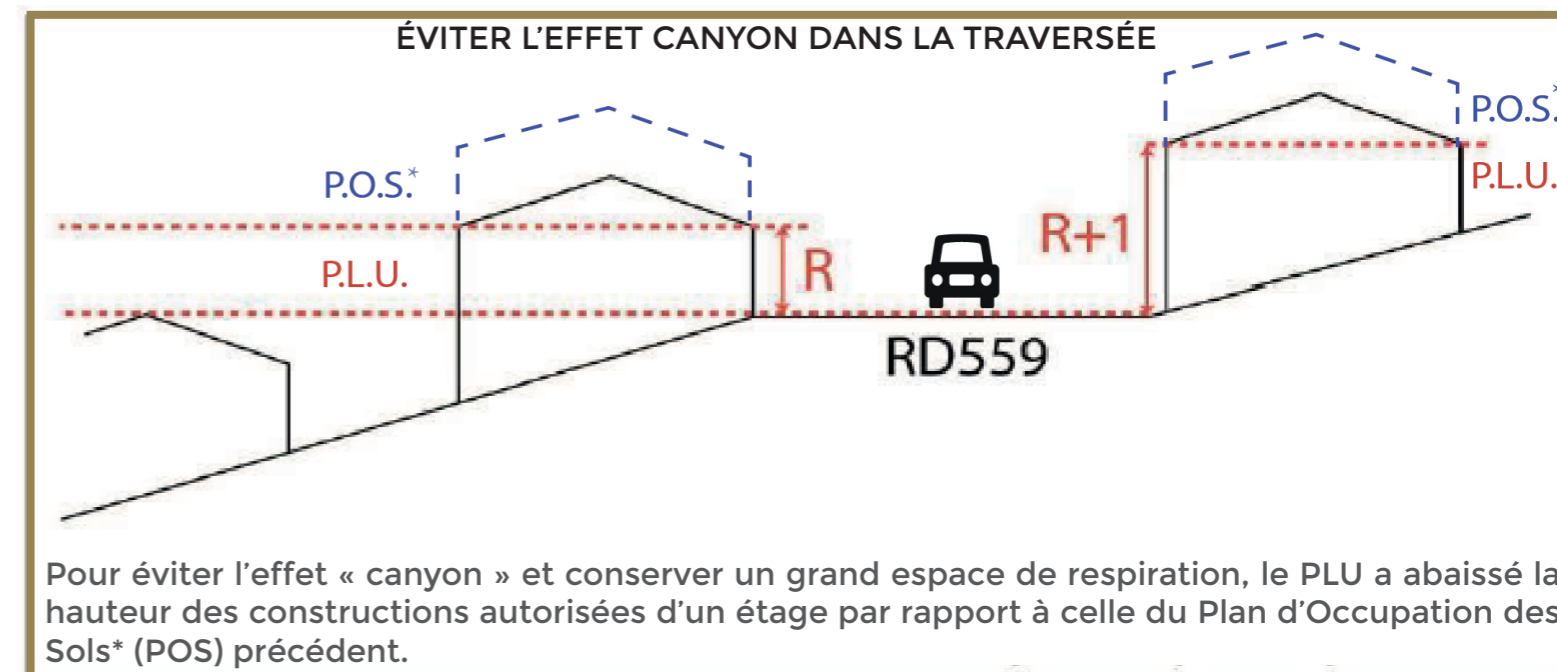 ÉVITER L'EFFET CANYON DANS LA TRAVERSÉE
P.O.S.*
P.O.S.*
P.L.U.
R+1
R
P.L.U.
RD559
Pour éviter l'effet « canyon » et conserver un grand espace de respiration, le PLU a abaissé la
hauteur des constructions autorisées d'un étage par rapport à celle du Plan d'Occupation des
Sols* (POS) précédent.